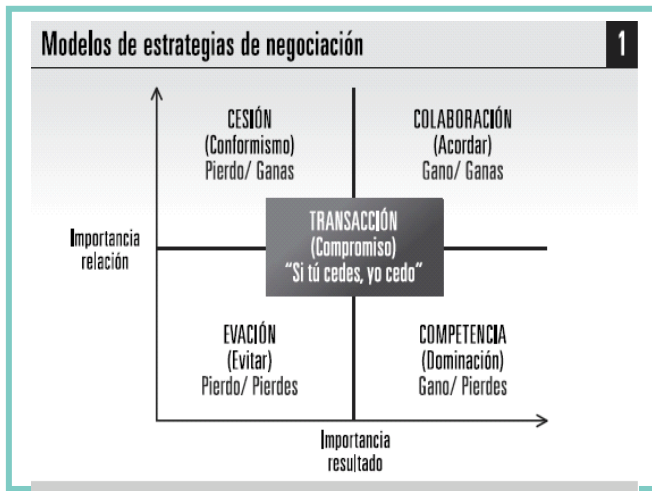 Modelos de estrategias de negociación
1
CESIÓN
(Conformismo)
Pierdo/ Ganas
COLABORACIÓN
(Acordar)
Gano/ Ganas
TRANSACCIÓN
(Compromiso)
"Si tú cedes, yo cedo"
Importancia
relación
EVACIÓN
(Evitar)
Pierdo/ Pierdes
COMPETENCIA
(Dominación)
Gano/ Pierdes
Importancia
resultado